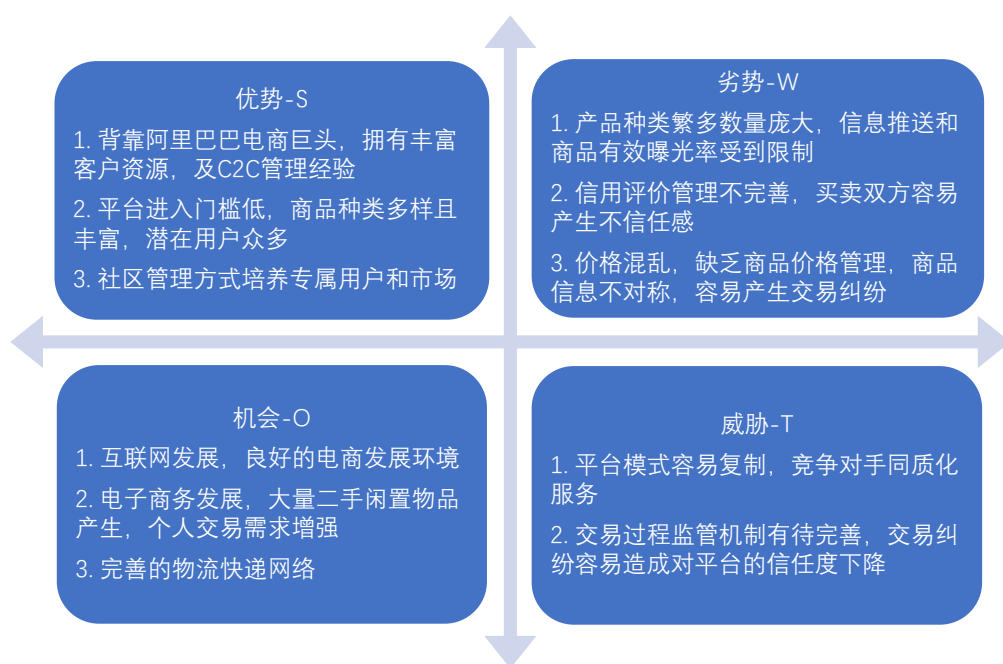 优势-S
1. 背靠阿里巴巴电商巨头，拥有丰富
客户资源，及C2C管理经验
2. 平台进入门槛低，商品种类多样且
丰富，潜在用户众多
3. 社区管理方式培养专属用户和市场
劣势-W
1. 产品种类繁多数量庞大，信息推送和
商品有效曝光率受到限制
2. 信用评价管理不完善，买卖双方容易
产生不信任感
3. 价格混乱，缺乏商品价格管理，商品
信息不对称，容易产生交易纠纷
机会-O
1. 互联网发展，良好的电商发展环境
2. 电子商务发展，大量二手闲置物品
产生，个人交易需求增强
3. 完善的物流快递网络
威胁-T
1. 平台模式容易复制，竞争对手同质化
服务
2. 交易过程监管机制有待完善，交易纠
纷容易造成对平台的信任度下降